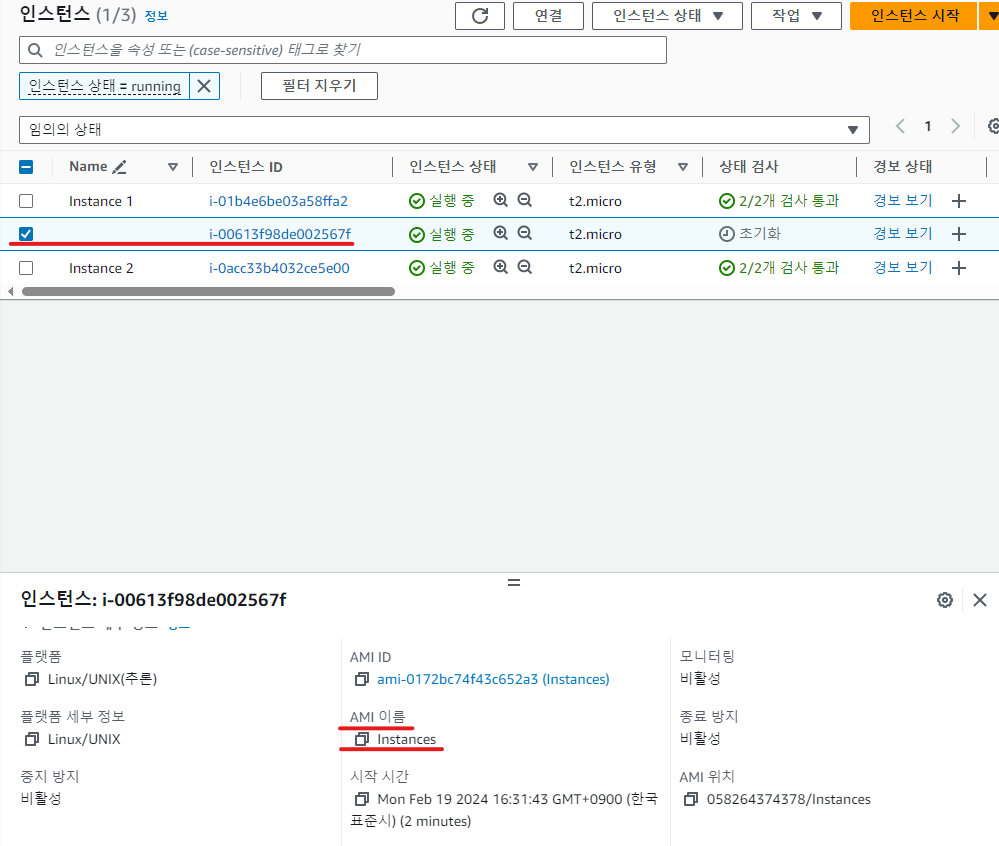 인스턴스 (1/3) 정보
연결
인스턴스 상태
작업
인스턴스 시작
인스턴스을 속성 또는 (case-sensitive) 태그로 찾기
인스턴스 상태 = running
필터 지우기
임의의 상태
1
Name 인스턴스 ID 인스턴스 상태 인스턴스 유형 상태 검사 경보 상태
Instance 1 i-01b4e6be03a58ffa2 실행 중 t2.micro 2/2개 검사 통과 경보 보기
i-00613f98de002567f 실행 중 t2.micro 초기화 경보 보기
Instance 2 i-0acc33b4032ce5e00 실행 중 t2.micro 2/2개 검사 통과 경보 보기
인스턴스: i-00613f98de002567f
플랫폼
Linux/UNIX(추론)
AMI ID
ami-0172bc74f43c652a3 (Instances)
모니터링
비활성
플랫폼 세부 정보
Linux/UNIX
AMI 이름
Instances
종료 방지
비활성
중지 방지
비활성
시작 시간
Mon Feb 19 2024 16:31:43 GMT+0900 (한국
표준시) (2 minutes)
AMI 위치
058264374378/Instances